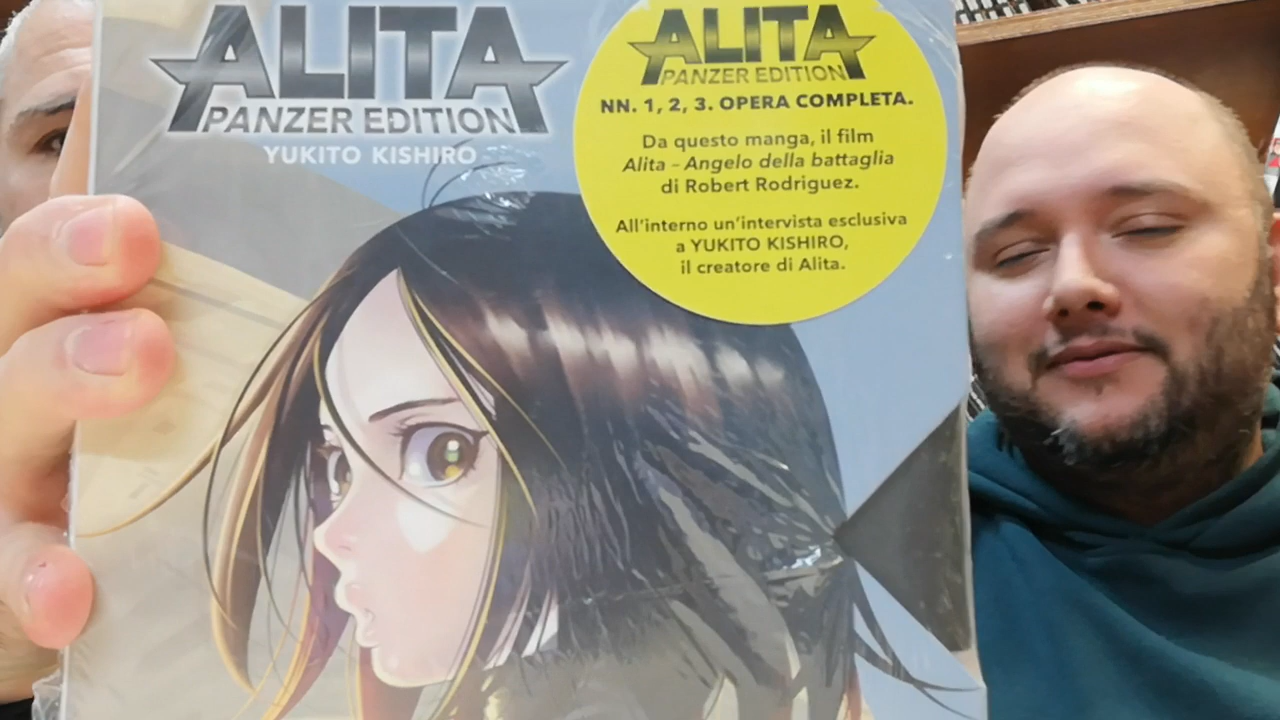 ALITA
PANZER EDITION
YUKITO KISHIRO
ALITA
PANZER EDITION
NN. 1, 2, 3. OPERA COMPLETA.
Da questo manga, il film
Alita – Angelo della battaglia
di Robert Rodriguez.
All'interno un'intervista esclusiva
a YUKITO KISHIRO,
il creatore di Alita.